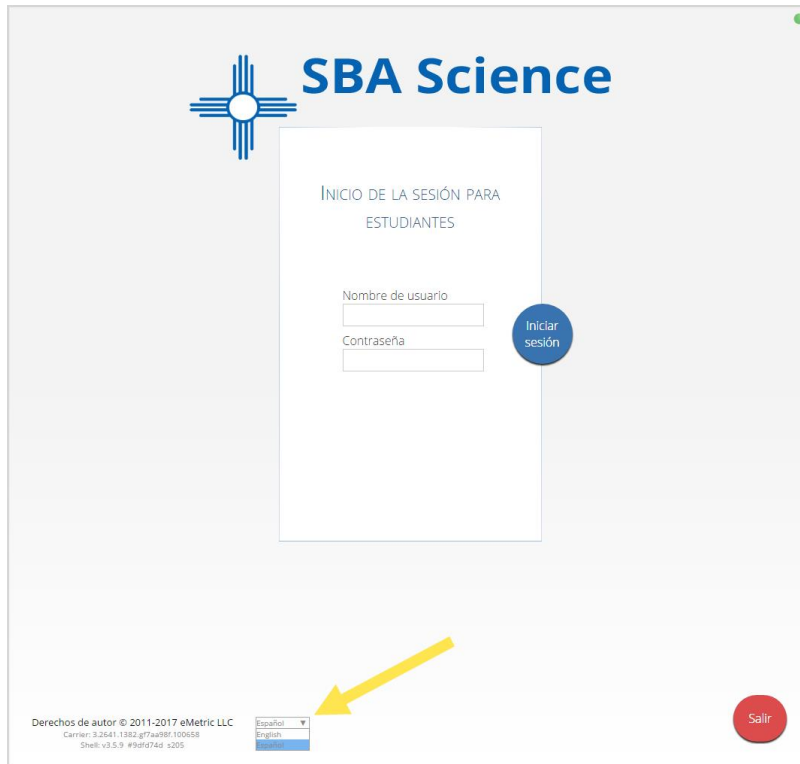 SBA Science
INICIO DE LA SESIÓN PARA
ESTUDIANTES
Nombre de usuario
Contraseña
Iniciar
sesión
Derechos de autor © 2011-2017 eMetric LLC
Carrier: 3.2641.1382.gf7aa98f.100658
Shell: v3.5.9 #9dfd74d s205
Español
English
Español
Salir